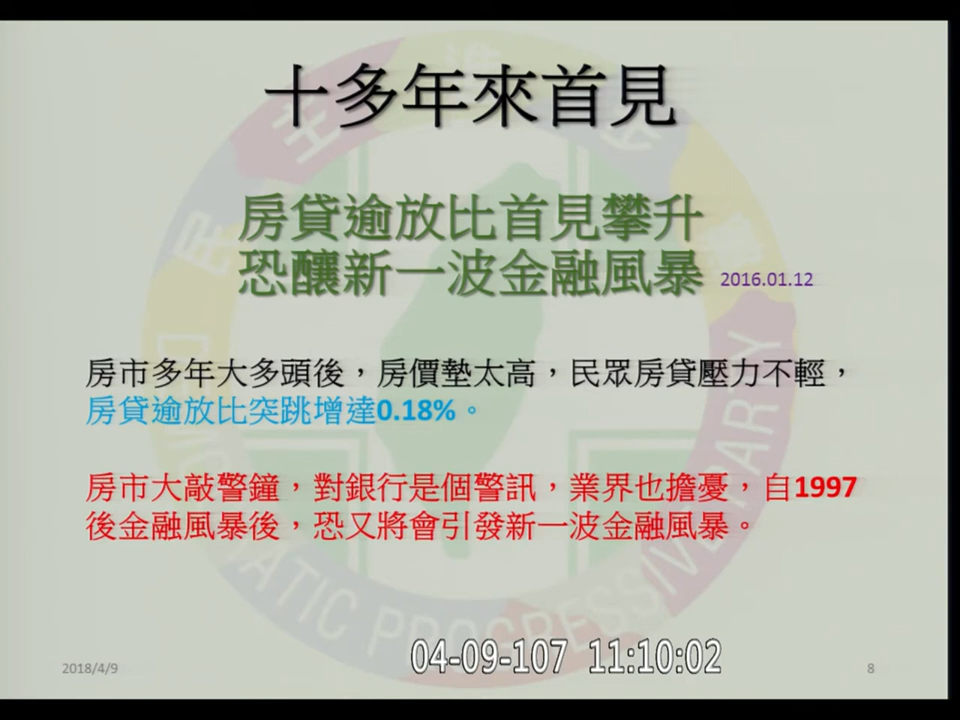 十多年來首見
房貸逾放比首見攀升
恐釀新一波金融風暴 2016.01.12
房市多年大多頭後，房價墊太高，民眾房貸壓力不輕，
房貸逾放比突跳增達0.18%。
房市大敲警鐘，對銀行是個警訊，業界也擔憂，自1997
後金融風暴後，恐又將會引發新一波金融風暴。
04-09-107 11:10:02
2018/4/9
8